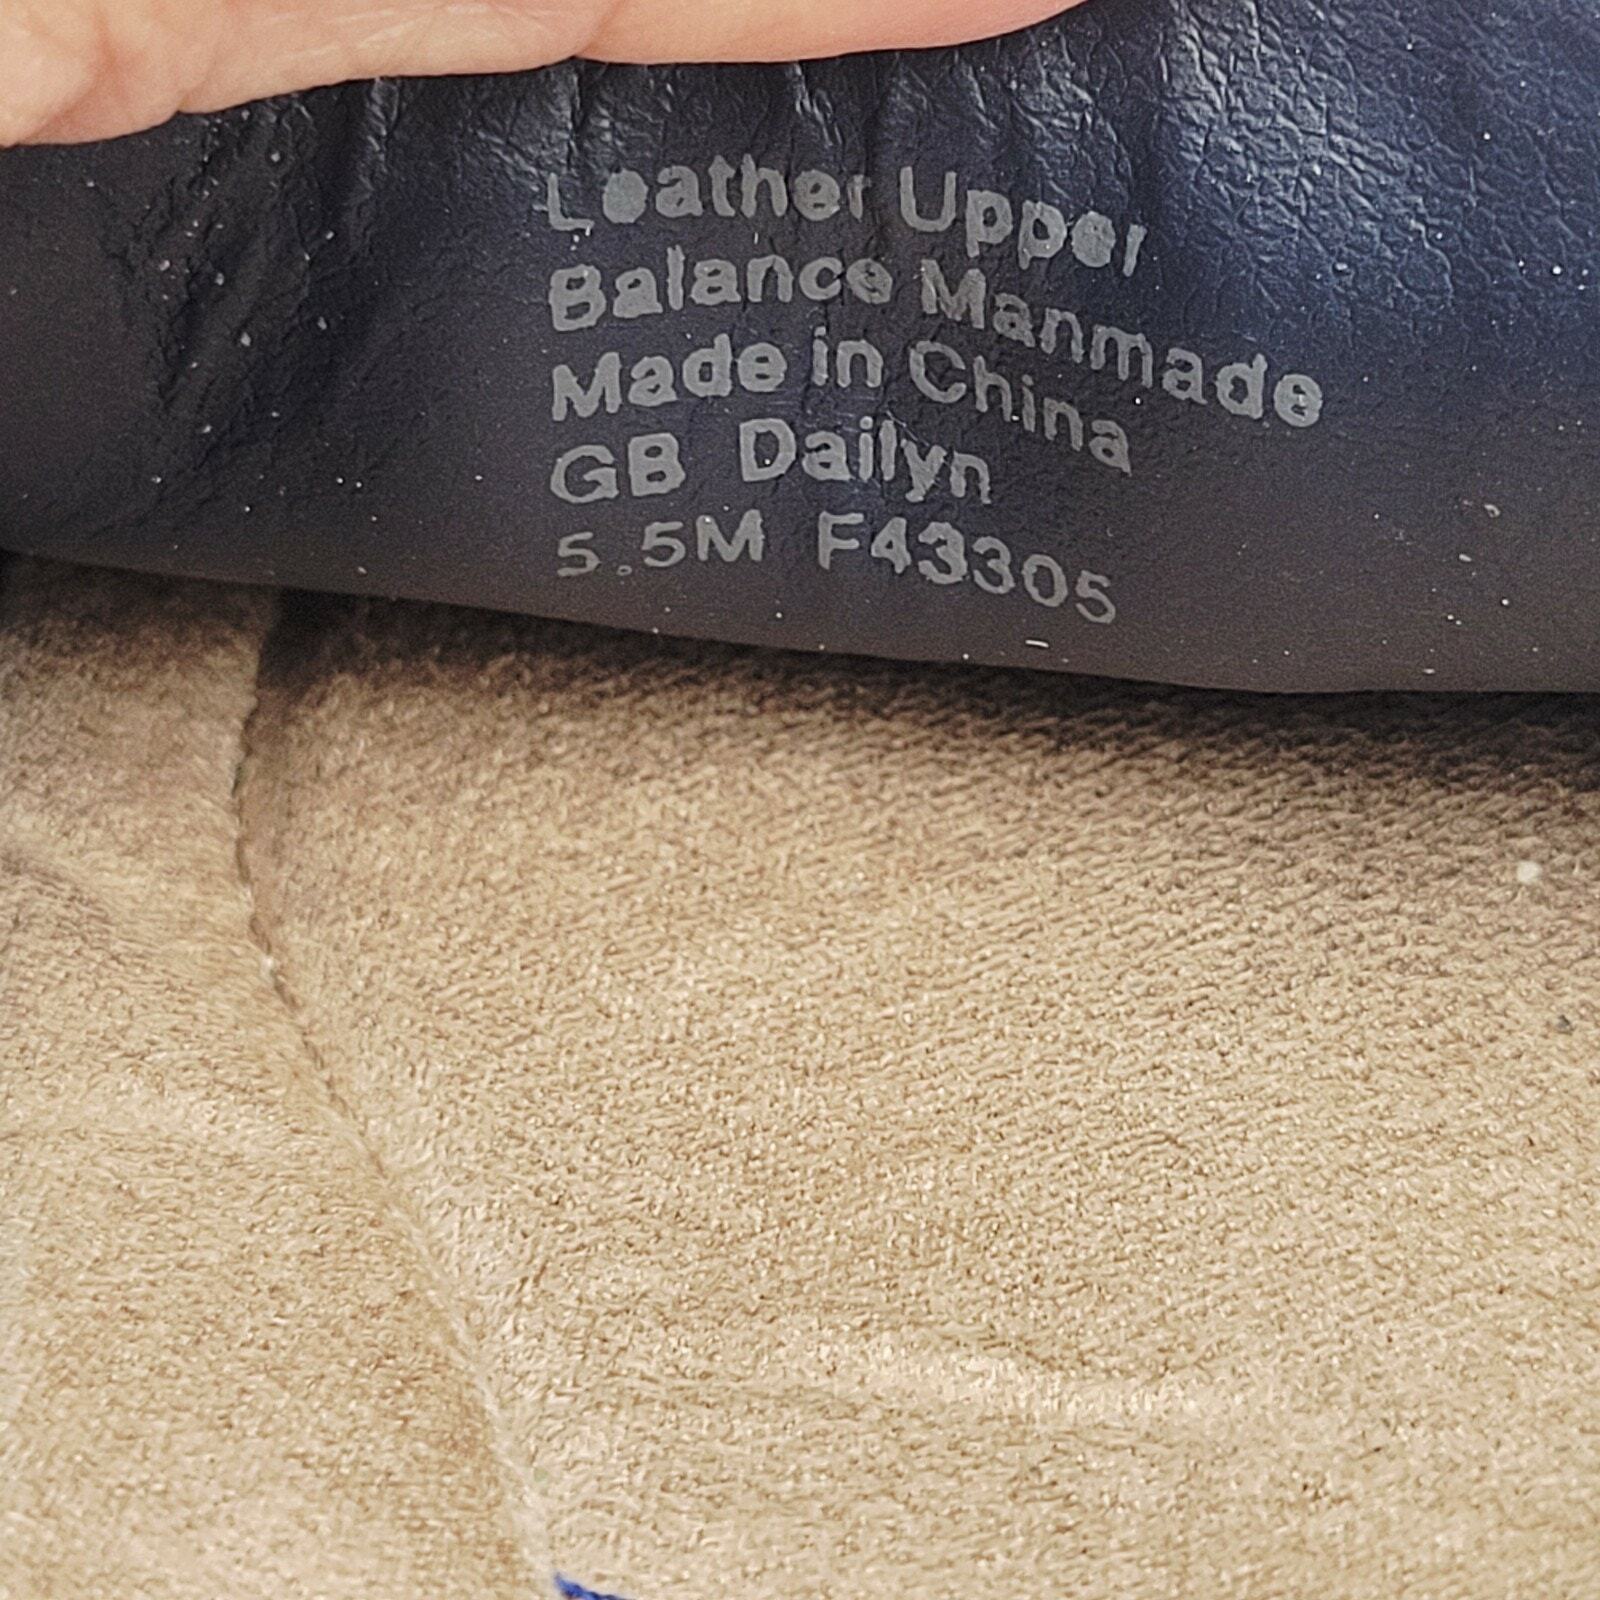 Leather Upper
Balance Manmade
Made in China
GB Dailyn
5.5M F43305